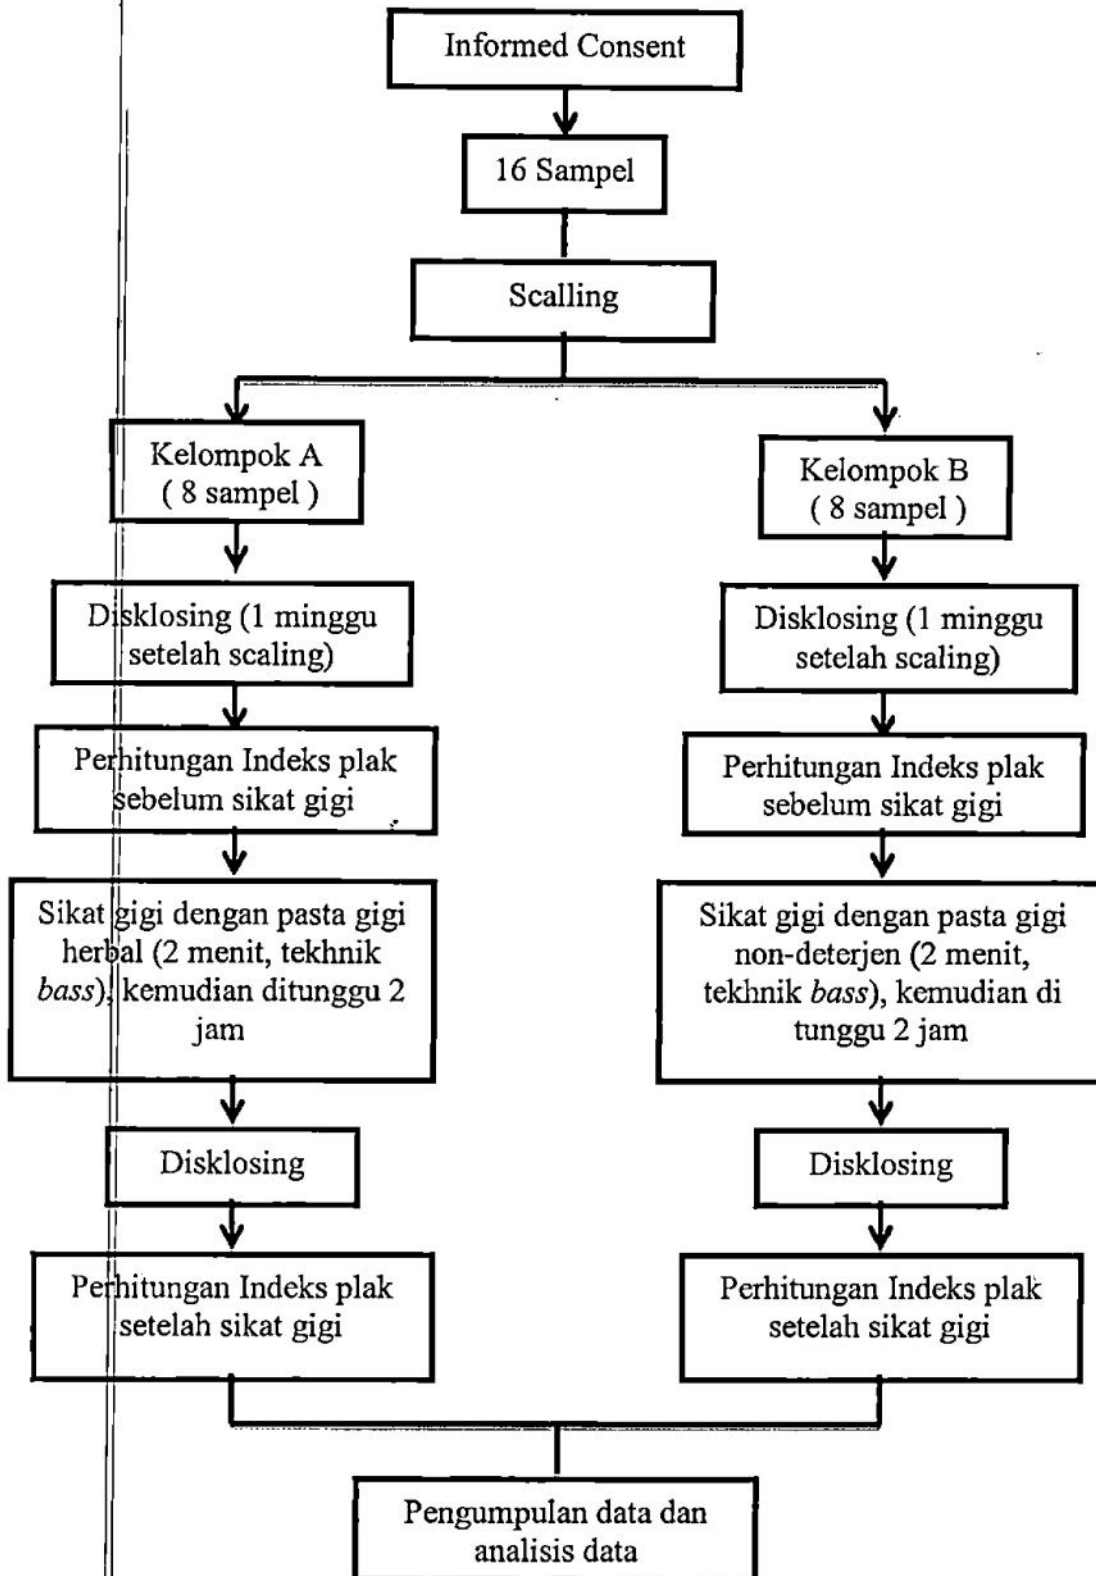 Informed Consent
16 Sampel
Scalling
Kelompok A
( 8 sampel )
Disklosing (1 minggu
setelah scaling)
Perhitungan Indeks plak
sebelum sikat gigi
Sikat gigi dengan pasta gigi
herbal (2 menit, tekhnik
bass), kemudian ditunggu 2
jam
Disklosing
Perhitungan Indeks plak
setelah sikat gigi
Kelompok B
( 8 sampel )
Disklosing (1 minggu
setelah scaling)
Perhitungan Indeks plak
sebelum sikat gigi
Sikat gigi dengan pasta gigi
non-deterjen (2 menit,
tekhnik bass), kemudian di
tunggu 2 jam
Disklosing
Perhitungan Indeks plak
setelah sikat gigi
Pengumpulan data dan
analisis data